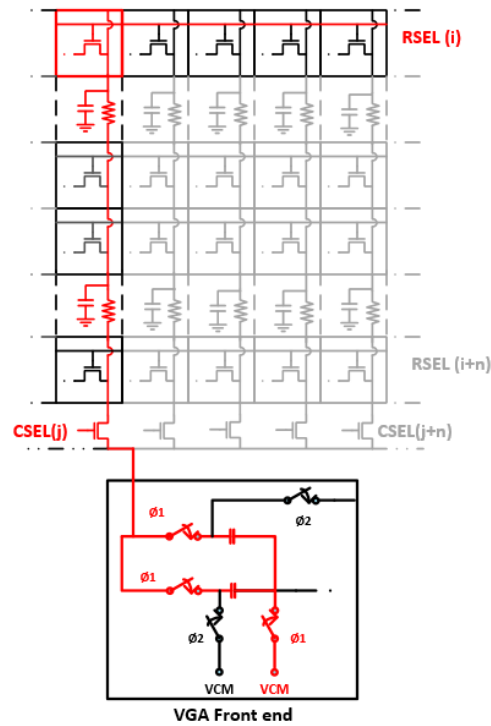 RSEL (i)
RSEL (i+n)
CSEL(j)
CSEL(j+n)
Ø1
Ø2
Ø1
Ø2
Ø1
VCM
VCM
VGA Front end